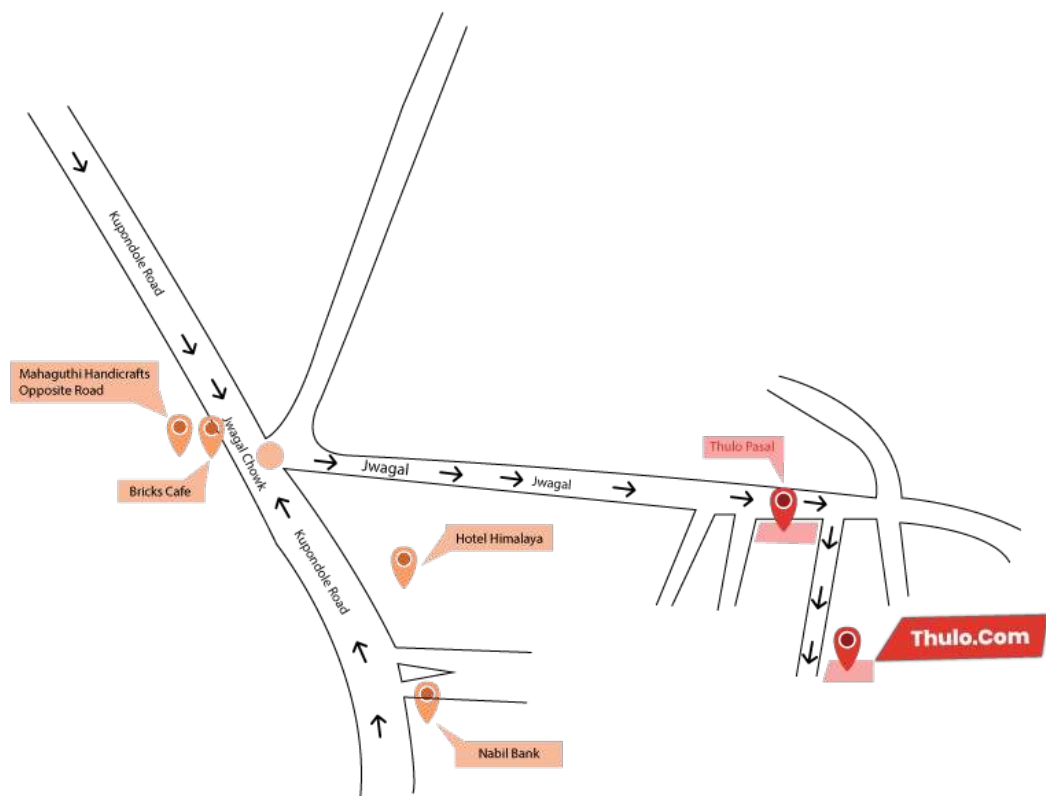 Kupondole Road
Mahaguthi Handicrafts
Opposite Road
Jwagal Chowk
Bricks Cafe
Jwagal
Jwagal
Thulo Pasal
Hotel Himalaya
Kupondole Road
Thulo.Com
Nabil Bank